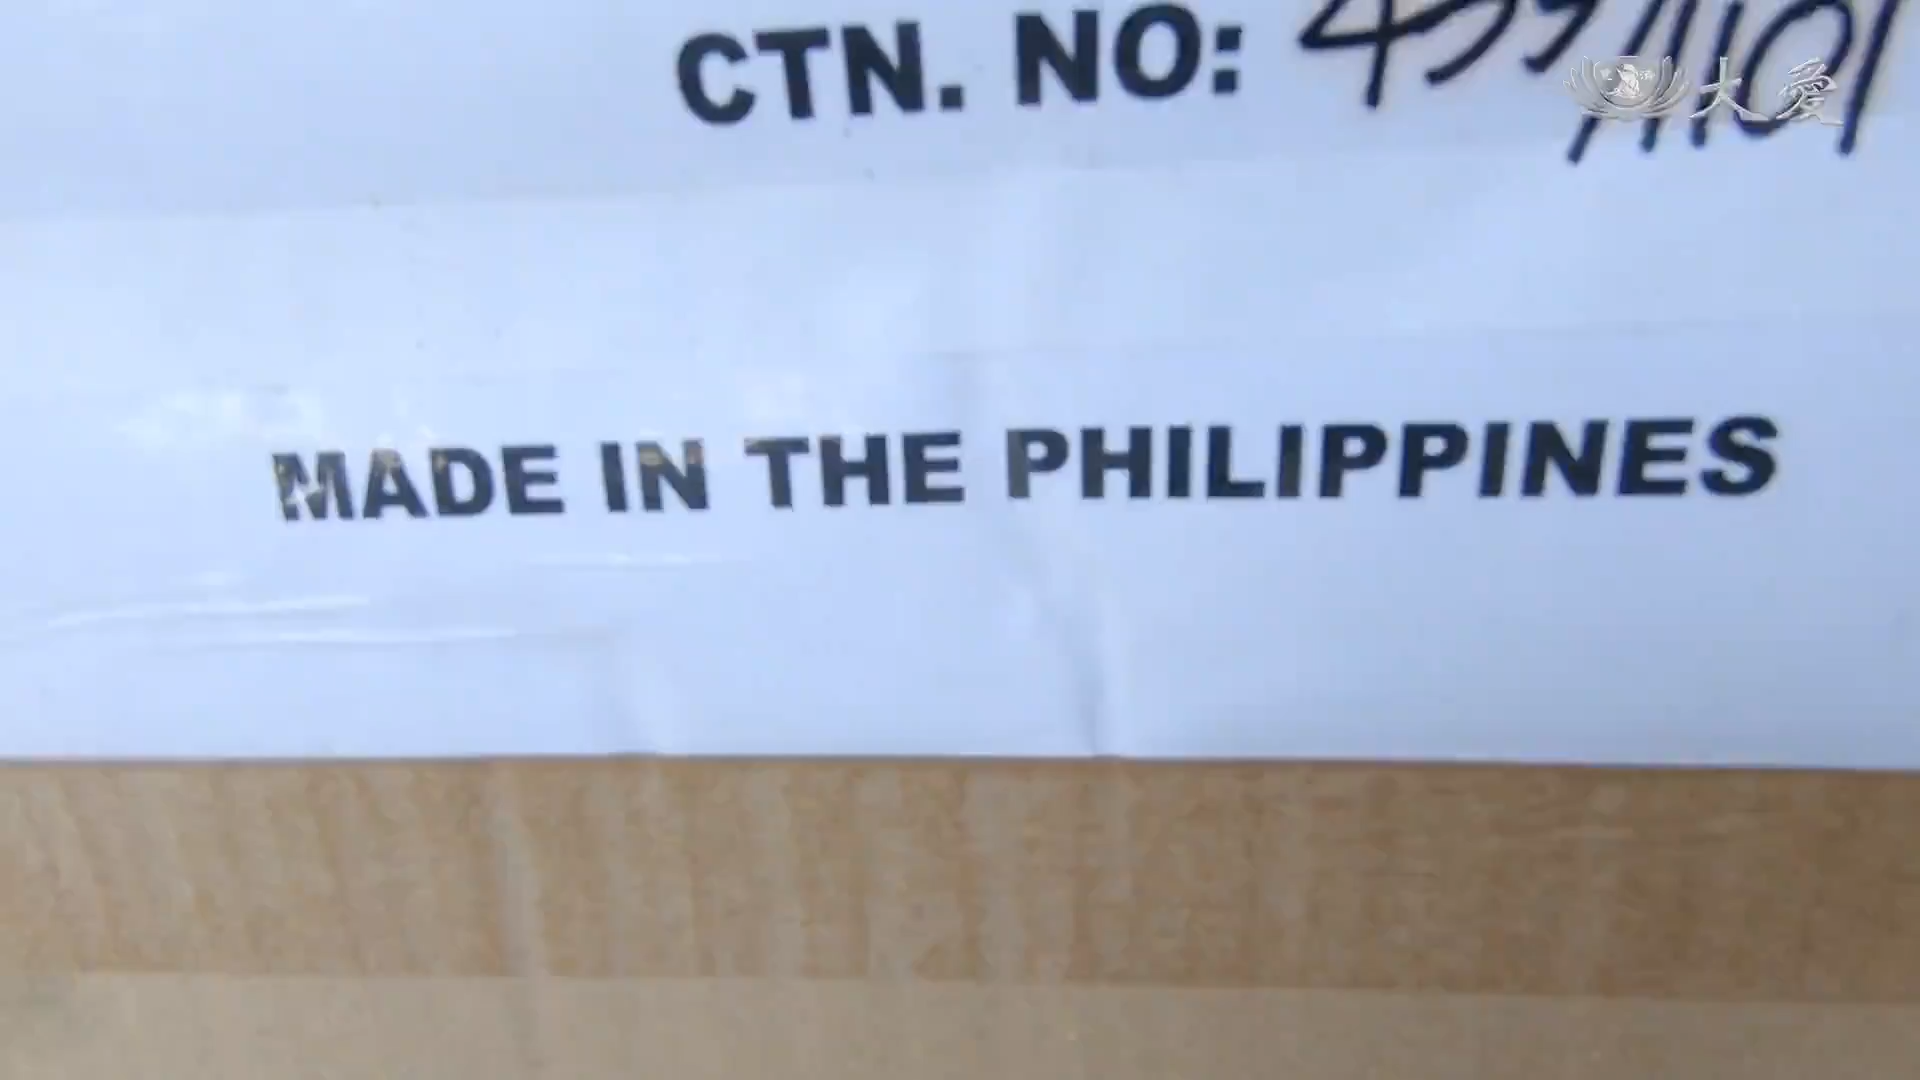 CTN. NO:
大愛
MADE IN THE PHILIPPINES